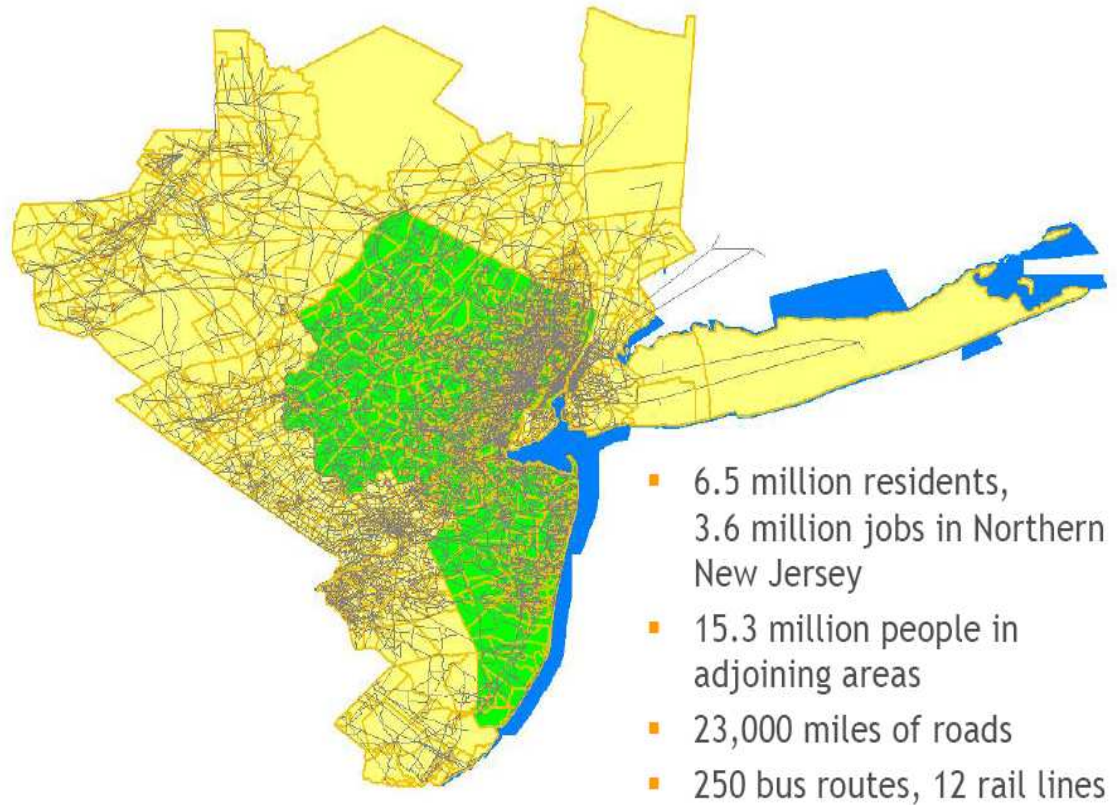 ▪ 6.5 million residents,
3.6 million jobs in Northern
New Jersey
▪ 15.3 million people in
adjoining areas
▪ 23,000 miles of roads
▪ 250 bus routes, 12 rail lines